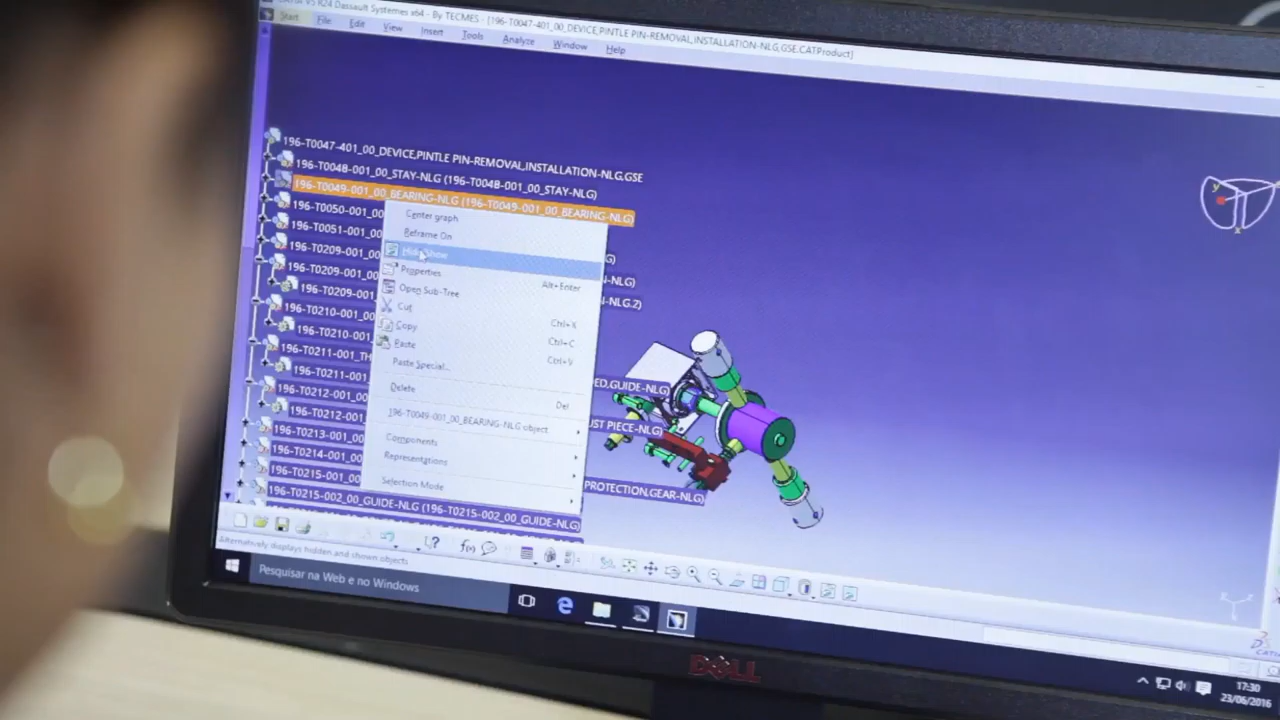 V5 R24 Dassault Systemes x64 - By TECMES - [196-T0047-401_00_DEVICE,PINTLE PIN-REMOVAL,INSTALLATION-NLG,GSE.CATProduct]
Start File Edit View Insert Tools Analyze Window Help
196-T0047-401_00_DEVICE,PINTLE PIN-REMOVAL,INSTALLATION-NLG,GSE
196-T0048-001_00_STAY-NLG (196-T0048-001_00_STAY-NLG)
196-T0049-001_00_BEARING-NLG (196-T0049-001_00_BEARING-NLG)
196-T0050-001_00
Center graph
196-T0051-001_00
Reframe On
196-T0209-001_00
Hide/Show
G)
196-T0209-001_00
Properties Alt+Enter
-NLG)
196-T0209-001
Open Sub-Tree
-NLG.2)
196-T0210-001_00
Cut Ctrl+X
196-T0210-001
Copy Ctrl+C
196-T0211-001_TH
Paste Ctrl+V
196-T0211-001
Paste Special...
196-T0212-001_00
Delete Del
ED,GUIDE-NLG)
196-T0212-001
196-T0049-001_00_BEARING-NLG object
UST PIECE-NLG)
196-T0213-001_00
Components
196-T0214-001_00
Representations
196-T0215-001_00
Selection Mode
PROTECTION,GEAR-NLG)
196-T0215-002_00_GUIDE-NLG (196-T0215-002_00_GUIDE-NLG)
Alternatively displays hidden and shown objects
Pesquisar na Web e no Windows
DELL
17:30
23/06/2016